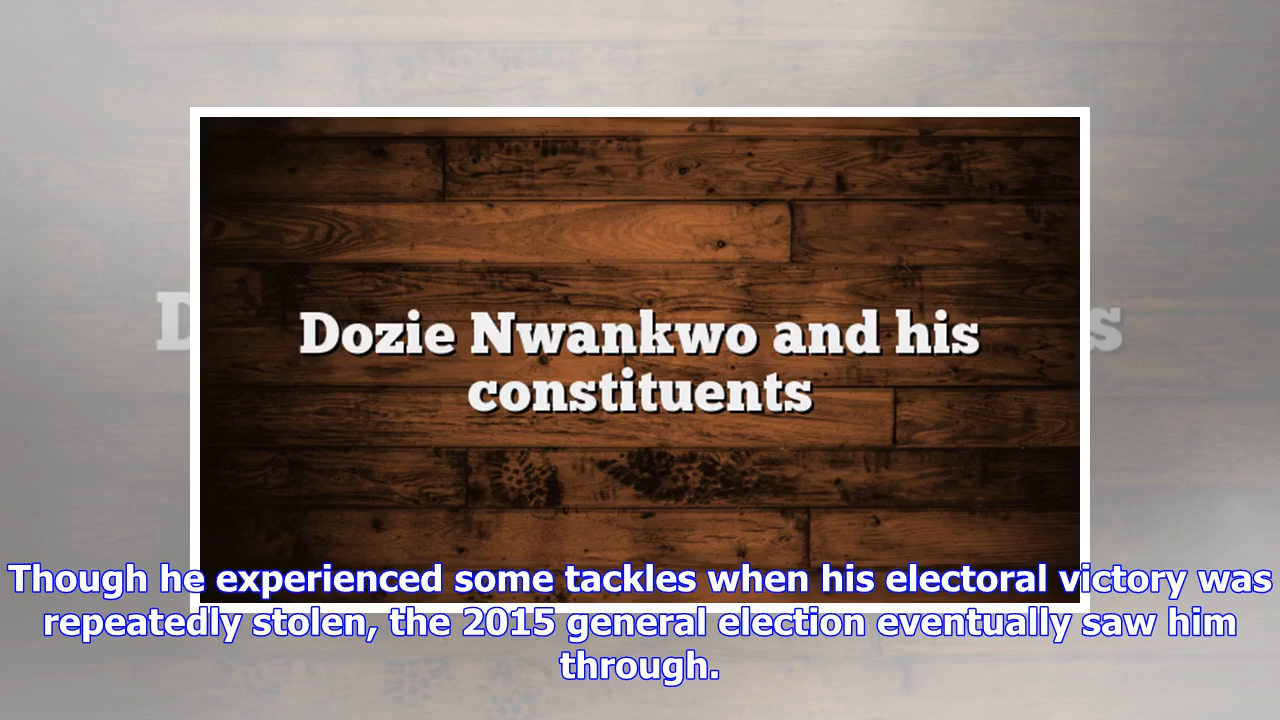 Dozie Nwankwo and his
constituents
Though he experienced some tackles when his electoral victory was
repeatedly stolen, the 2015 general election eventually saw him
through.